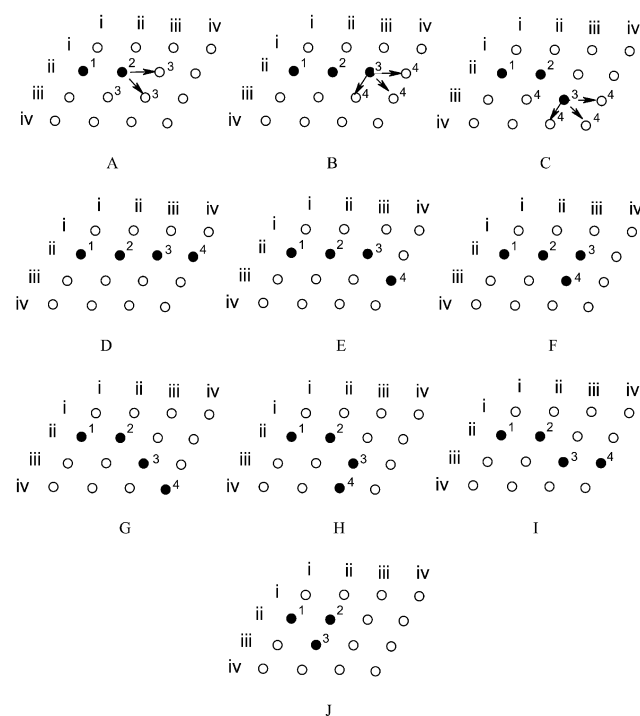 i ii iii iv
i
ii 1 2 3
iii 3 3
iv
A
i ii iii iv
i
ii 1 2 3 4
iii 4 4
iv
B
i ii iii iv
i
ii 1 2
iii 4 3 4
iv 4 4
C
i ii iii iv
i
ii 1 2 3 4
iii
iv
D
i ii iii iv
i
ii 1 2 3
iii 4
iv
E
i ii iii iv
i
ii 1 2 3
iii 4
iv
F
i ii iii iv
i
ii 1 2
iii 3
iv 4
G
i ii iii iv
i
ii 1 2
iii 3
iv 4
H
i ii iii iv
i
ii 1 2
iii 3 4
iv
I
i ii iii iv
i
ii 1 2
iii 3
iv
J